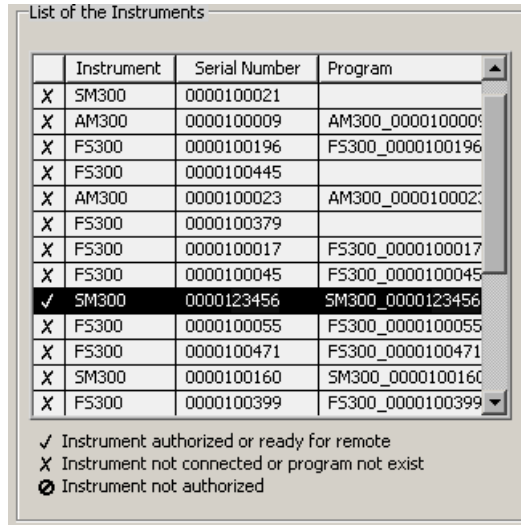 List of the Instruments
Instrument Serial Number Program
X SM300 0000100021
X AM300 0000100009 AM300_0000100009
X FS300 0000100196 FS300_0000100196
X FS300 0000100445
X AM300 0000100023 AM300_0000100023
X FS300 0000100379
X FS300 0000100017 FS300_0000100017
X FS300 0000100045 FS300_0000100045
✓ SM300 0000123456 SM300_0000123456
X FS300 0000100055 FS300_0000100055
X FS300 0000100471 FS300_0000100471
X SM300 0000100160 SM300_0000100160
X FS300 0000100399 FS300_0000100399
✓ Instrument authorized or ready for remote
X Instrument not connected or program not exist
Instrument not authorized